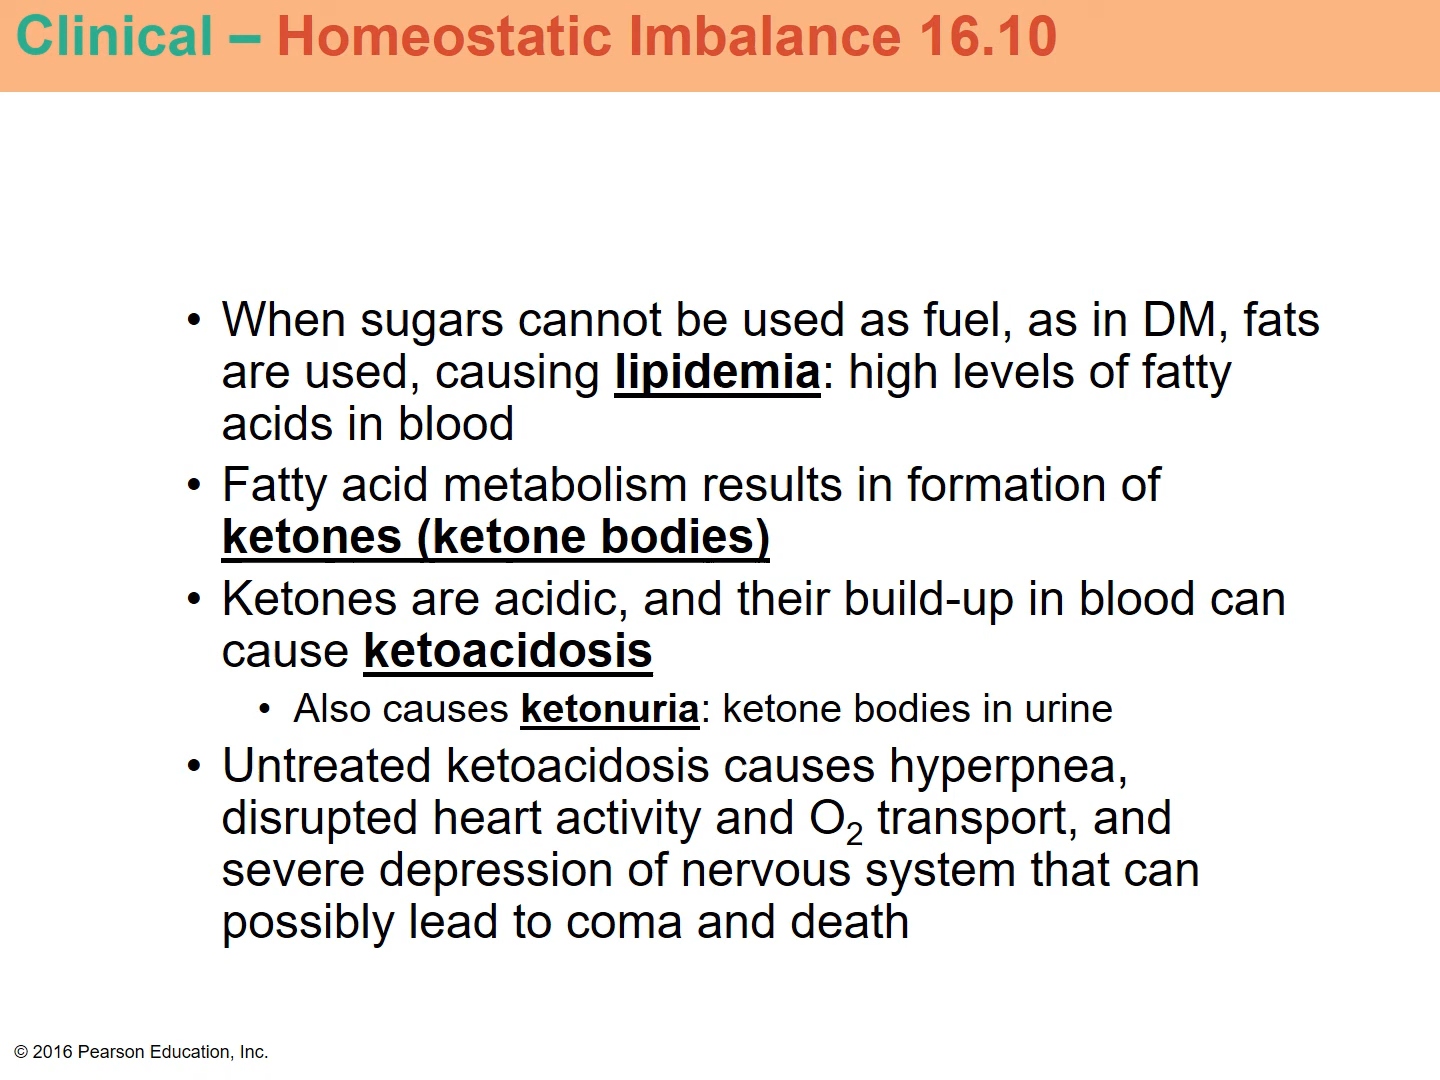 Clinical – Homeostatic Imbalance 16.10
• When sugars cannot be used as fuel, as in DM, fats
are used, causing lipidemia: high levels of fatty
acids in blood
• Fatty acid metabolism results in formation of
ketones (ketone bodies)
• Ketones are acidic, and their build-up in blood can
cause ketoacidosis
• Also causes ketonuria: ketone bodies in urine
• Untreated ketoacidosis causes hyperpnea,
disrupted heart activity and O₂ transport, and
severe depression of nervous system that can
possibly lead to coma and death
© 2016 Pearson Education, Inc.